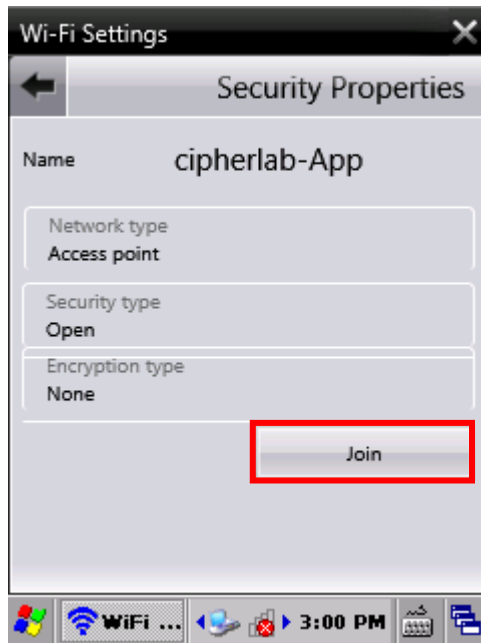 Wi-Fi Settings
Security Properties
Name cipherlab-App
Network type
Access point
Security type
Open
Encryption type
None
Join
WiFi ... 3:00 PM